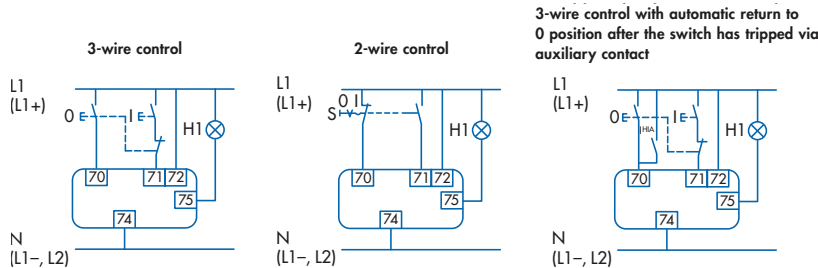 3-wire control
L1
(L1+)
0 E
I E
H1
70
71 72
75
74
N
(L1–, L2)
2-wire control
L1
(L1+)
0 I
S
H1
70
71 72
75
74
N
(L1–, L2)
3-wire control with automatic return to
0 position after the switch has tripped via
auxiliary contact
L1
(L1+)
0 E
HIA
I E
H1
70
71 72
75
74
N
(L1–, L2)